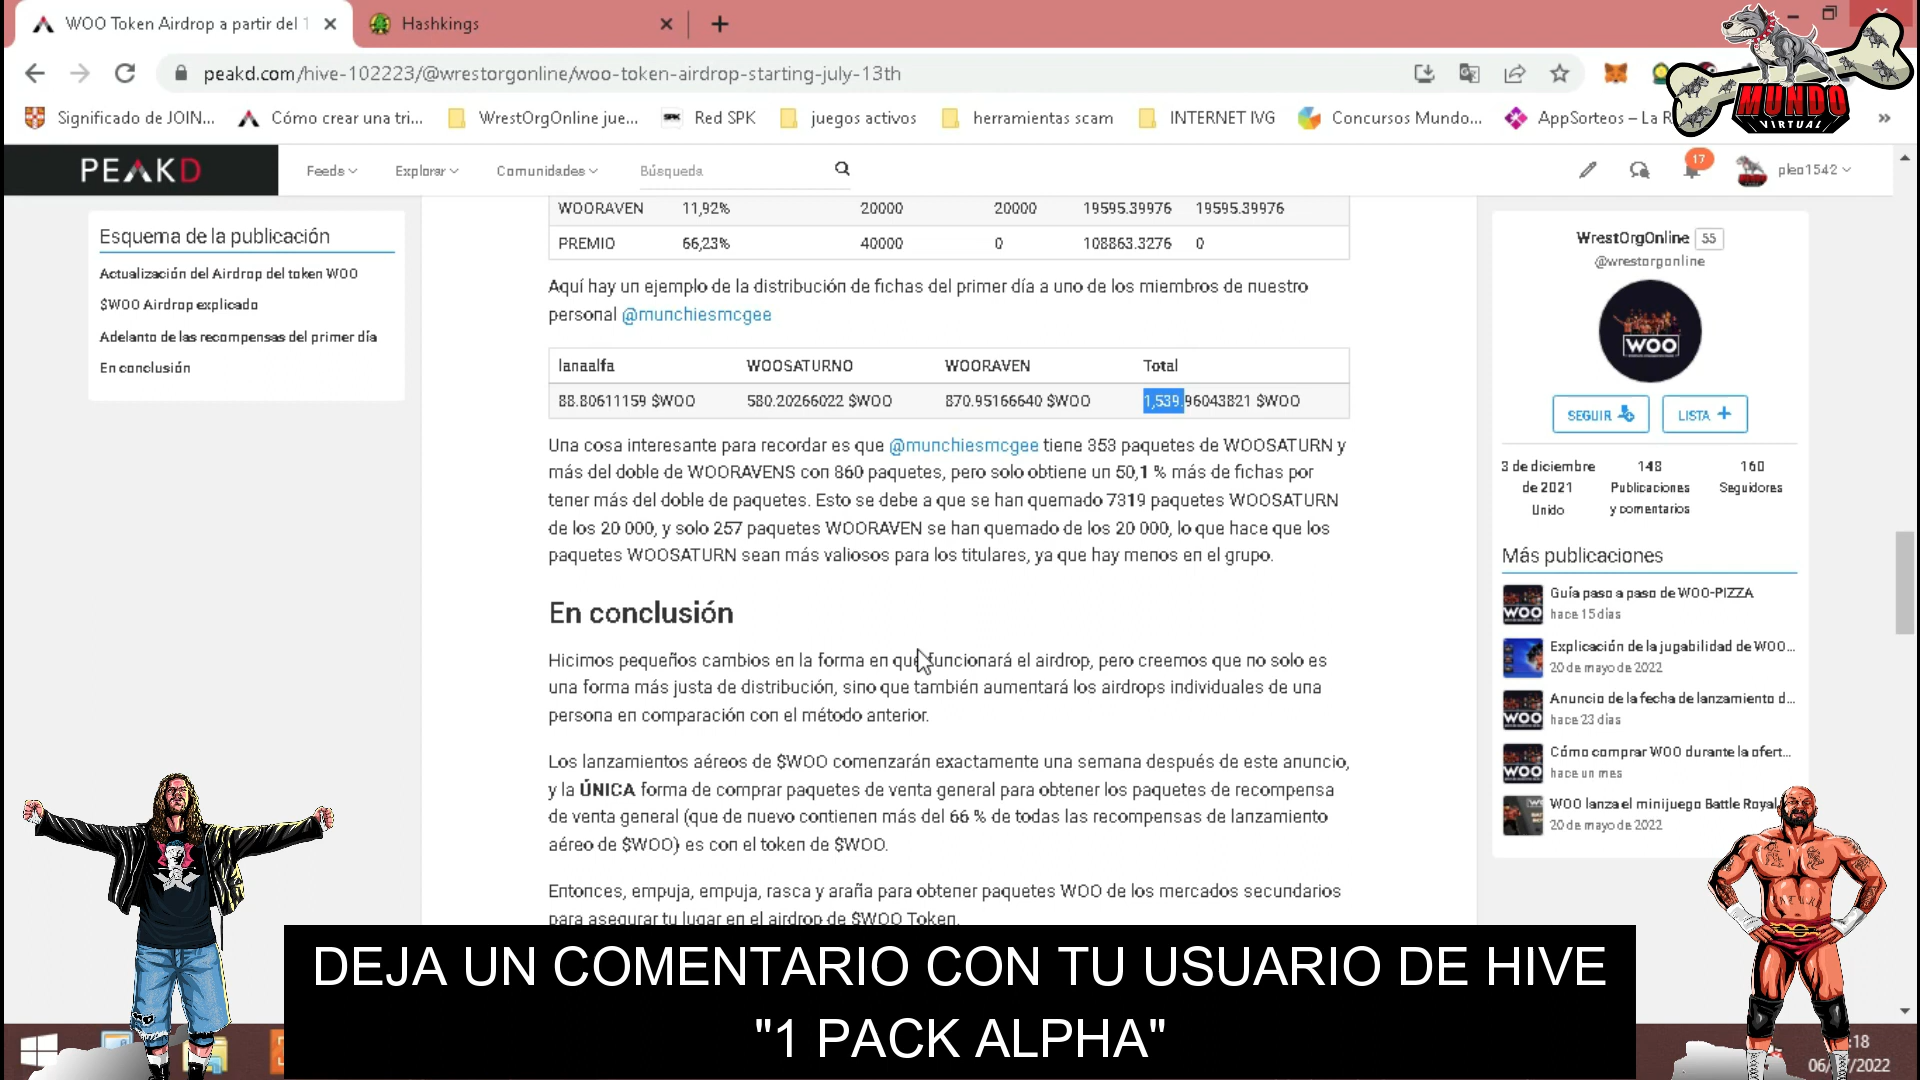 WOO Token Airdrop a partir del 1
Hashkings
peakd.com/hive-102223/@wrestorgonline/woo-token-airdrop-starting-july-13th
Significado de JOIN...
Cómo crear una tri...
WrestOrgOnline jue...
Red SPK
juegos activos
herramientas scam
INTERNET IVG
Concursos Mundo...
AppSorteos – La R
MUNDO
VIRTUAL
PEAKD
Feeds
Explorar
Comunidades
Búsqueda
17
pleo1542
Esquema de la publicación
Actualización del Airdrop del token WOO
$WOO Airdrop explicado
Adelanto de las recompensas del primer día
En conclusión
WOORAVEN 11,92% 20000 20000 19595.39976 19595.39976
PREMIO 66,23% 40000 0 108863.3276 0
Aquí hay un ejemplo de la distribución de fichas del primer día a uno de los miembros de nuestro
personal @munchiesmcgee
lanaalfa WOOSATURNO WOORAVEN Total
88.80611159 $WOO 580.20266022 $WOO 870.95166640 $WOO 1,539.96043821 $WOO
Una cosa interesante para recordar es que @munchiesmcgee tiene 353 paquetes de WOOSATURN y
más del doble de WOORAVENS con 860 paquetes, pero solo obtiene un 50,1 % más de fichas por
tener más del doble de paquetes. Esto se debe a que se han quemado 7319 paquetes WOOSATURN
de los 20 000, y solo 257 paquetes WOORAVEN se han quemado de los 20 000, lo que hace que los
paquetes WOOSATURN sean más valiosos para los titulares, ya que hay menos en el grupo.
En conclusión
Hicimos pequeños cambios en la forma en que funcionará el airdrop, pero creemos que no solo es
una forma más justa de distribución, sino que también aumentará los airdrops individuales de una
persona en comparación con el método anterior.
Los lanzamientos aéreos de $WOO comenzarán exactamente una semana después de este anuncio,
y la ÚNICA forma de comprar paquetes de venta general para obtener los paquetes de recompensa
de venta general (que de nuevo contienen más del 66 % de todas las recompensas de lanzamiento
aéreo de $WOO) es con el token de $WOO.
Entonces, empuja, empuja, rasca y araña para obtener paquetes WOO de los mercados secundarios
para asegurar tu lugar en el airdrop de $WOO Token.
WrestOrgOnline 55
@wrestorgonline
WOO
SEGUIR
LISTA
3 de diciembre de 2021
Unido
148
Publicaciones y comentarios
160
Seguidores
Más publicaciones
WOO
Guía paso a paso de WOO-PIZZA
hace 15 días
Explicación de la jugabilidad de WOO...
20 de mayo de 2022
WOO
Anuncio de la fecha de lanzamiento d...
hace 23 días
WOO
Cómo comprar WOO durante la ofert...
hace un mes
WOO lanza el minijuego Battle Royal
20 de mayo de 2022
DEJA UN COMENTARIO CON TU USUARIO DE HIVE
"1 PACK ALPHA"
:18
/2022